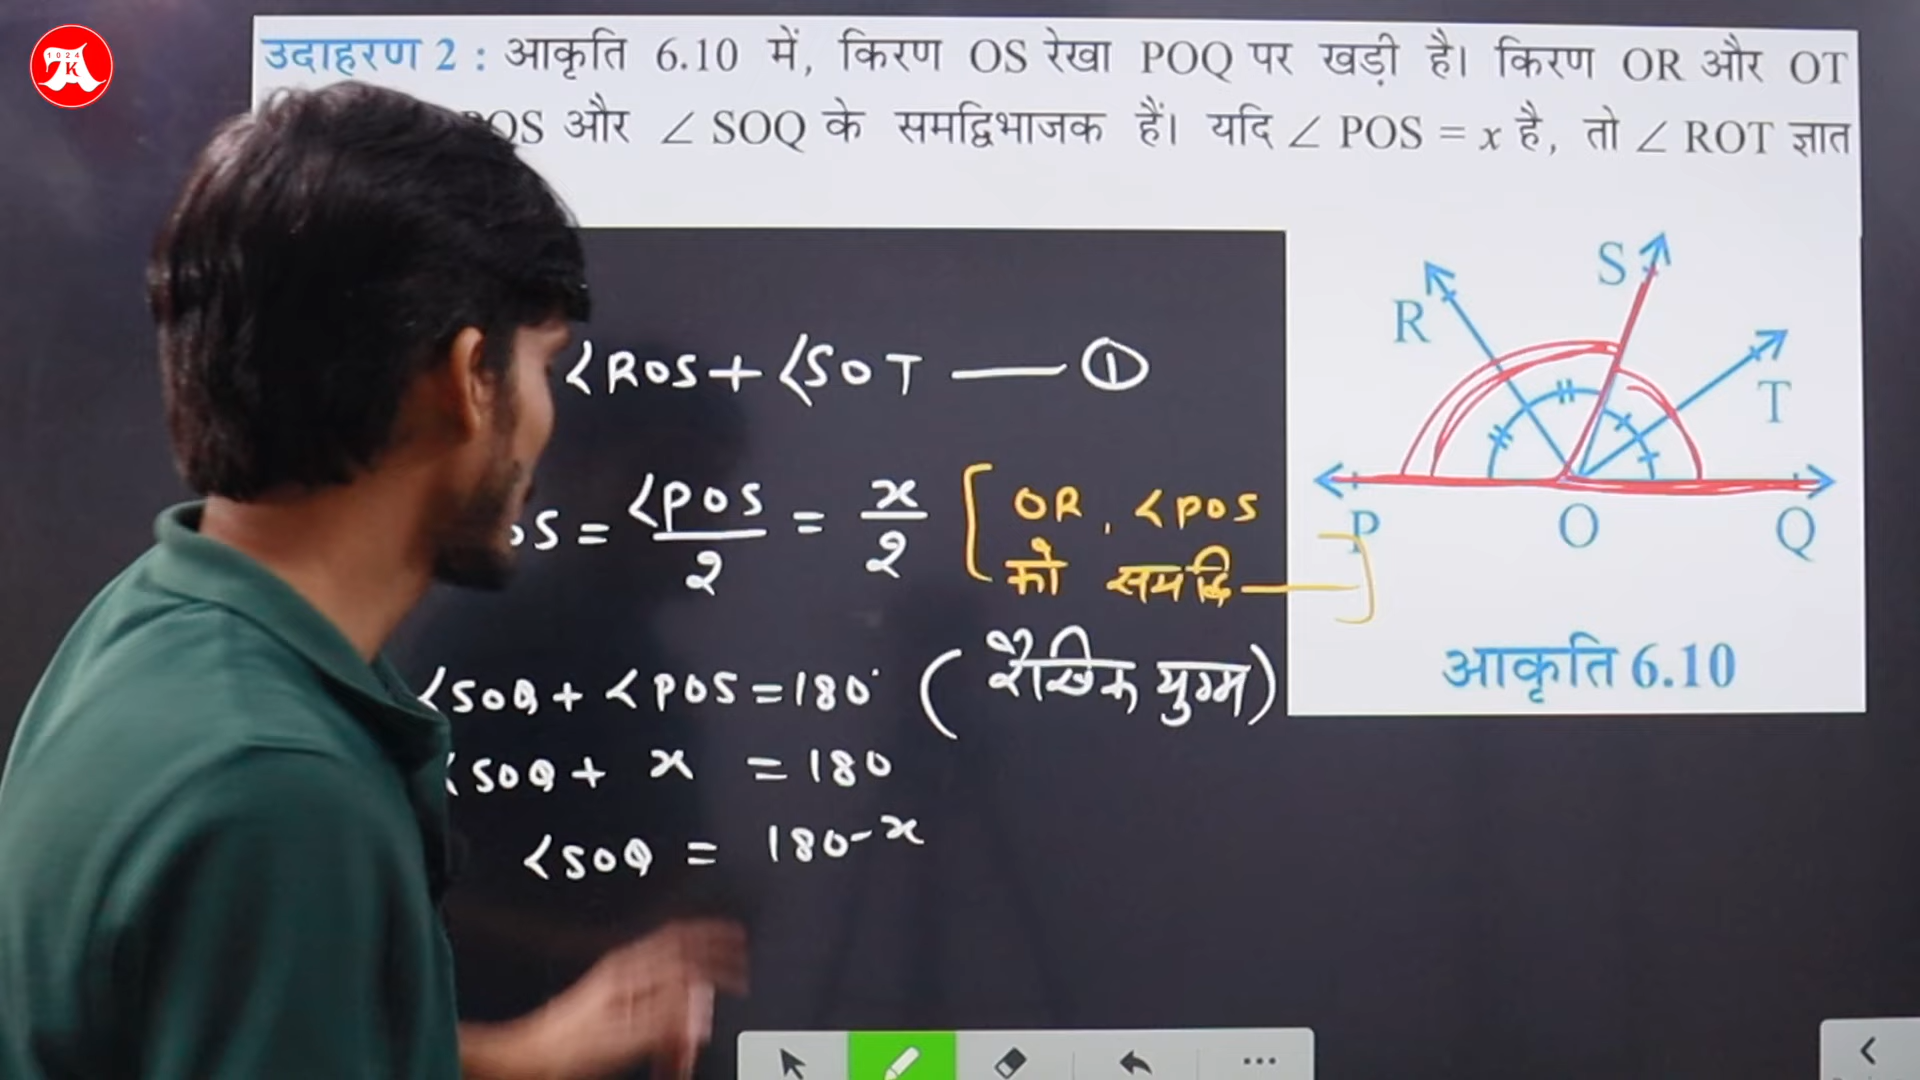 1024
K
उदाहरण 2 : आकृति 6.10 में, किरण OS रेखा POQ पर खड़ी है। किरण OR और OT
OS और ∠ SOQ के समद्विभाजक हैं। यदि ∠ POS = x है, तो ∠ ROT ज्ञात
∠ROS + ∠SOT — ①
OS = ∠POS/2 = x/2 [OR, ∠POS
को समद्वि—]
∠SOQ + ∠POS = 180° (रैखिक युग्म)
∠SOQ + x = 180
∠SOQ = 180-x
S
R
T
P
O
Q
आकृति 6.10